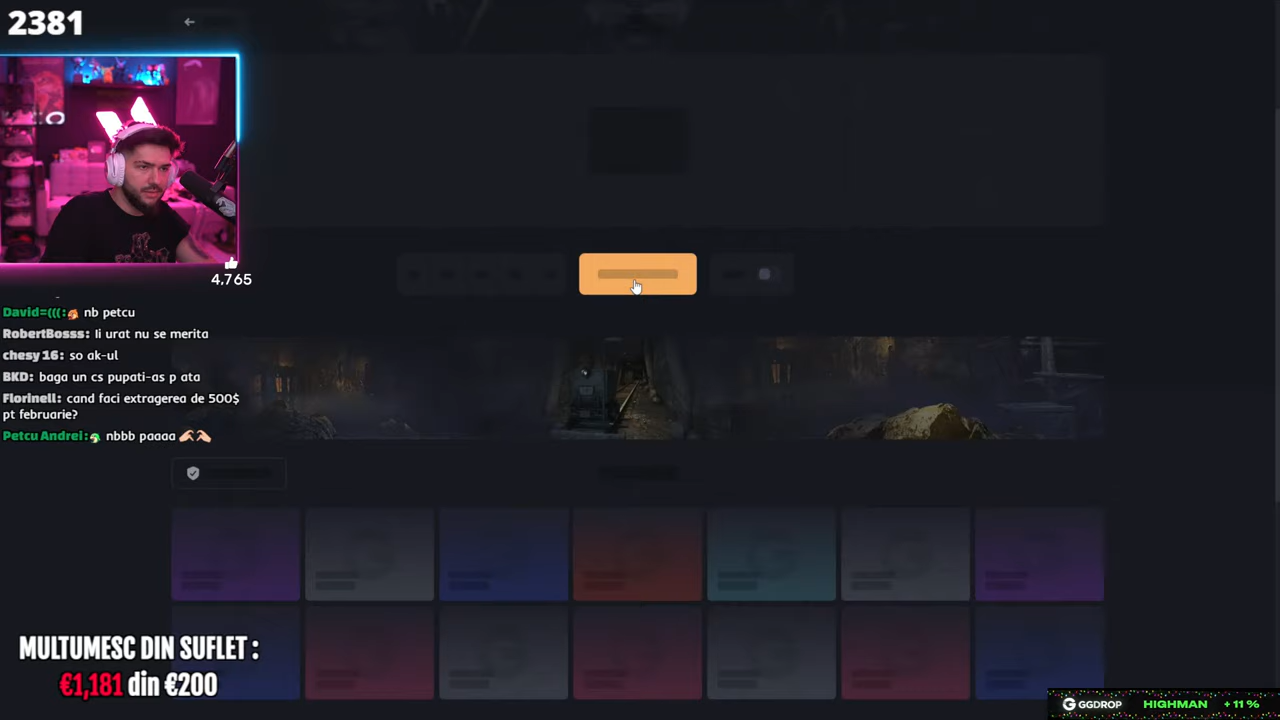 2381
4,765
David=(((: nb petcu
RobertBosss: Ii urat nu se merita
chesy 16: so ak-ul
BKD: baga un cs pupati-as p ata
Florinell: cand faci extragerea de 500$
pt februarie?
Petcu Andrei: nbbb paaaa
MULTUMESC DIN SUFLET :
€1,181 din €200
GGDROP HIGHMAN +11%